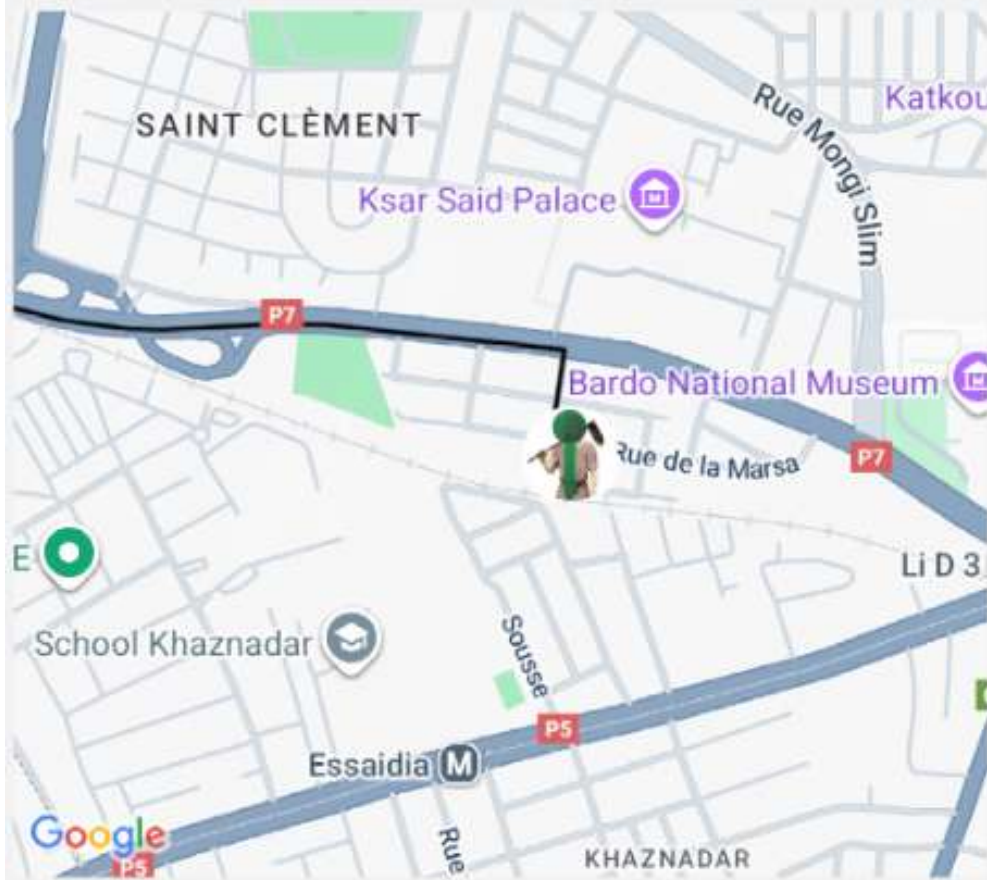 SAINT CLÈMENT
Rue Mongi Slim
Katkou
Ksar Said Palace
P7
Bardo National Museum
Rue de la Marsa
P7
E
Li D 3
School Khaznadar
Sousse
P5
Essaidia M
Rue
Google
P5
KHAZNADAR